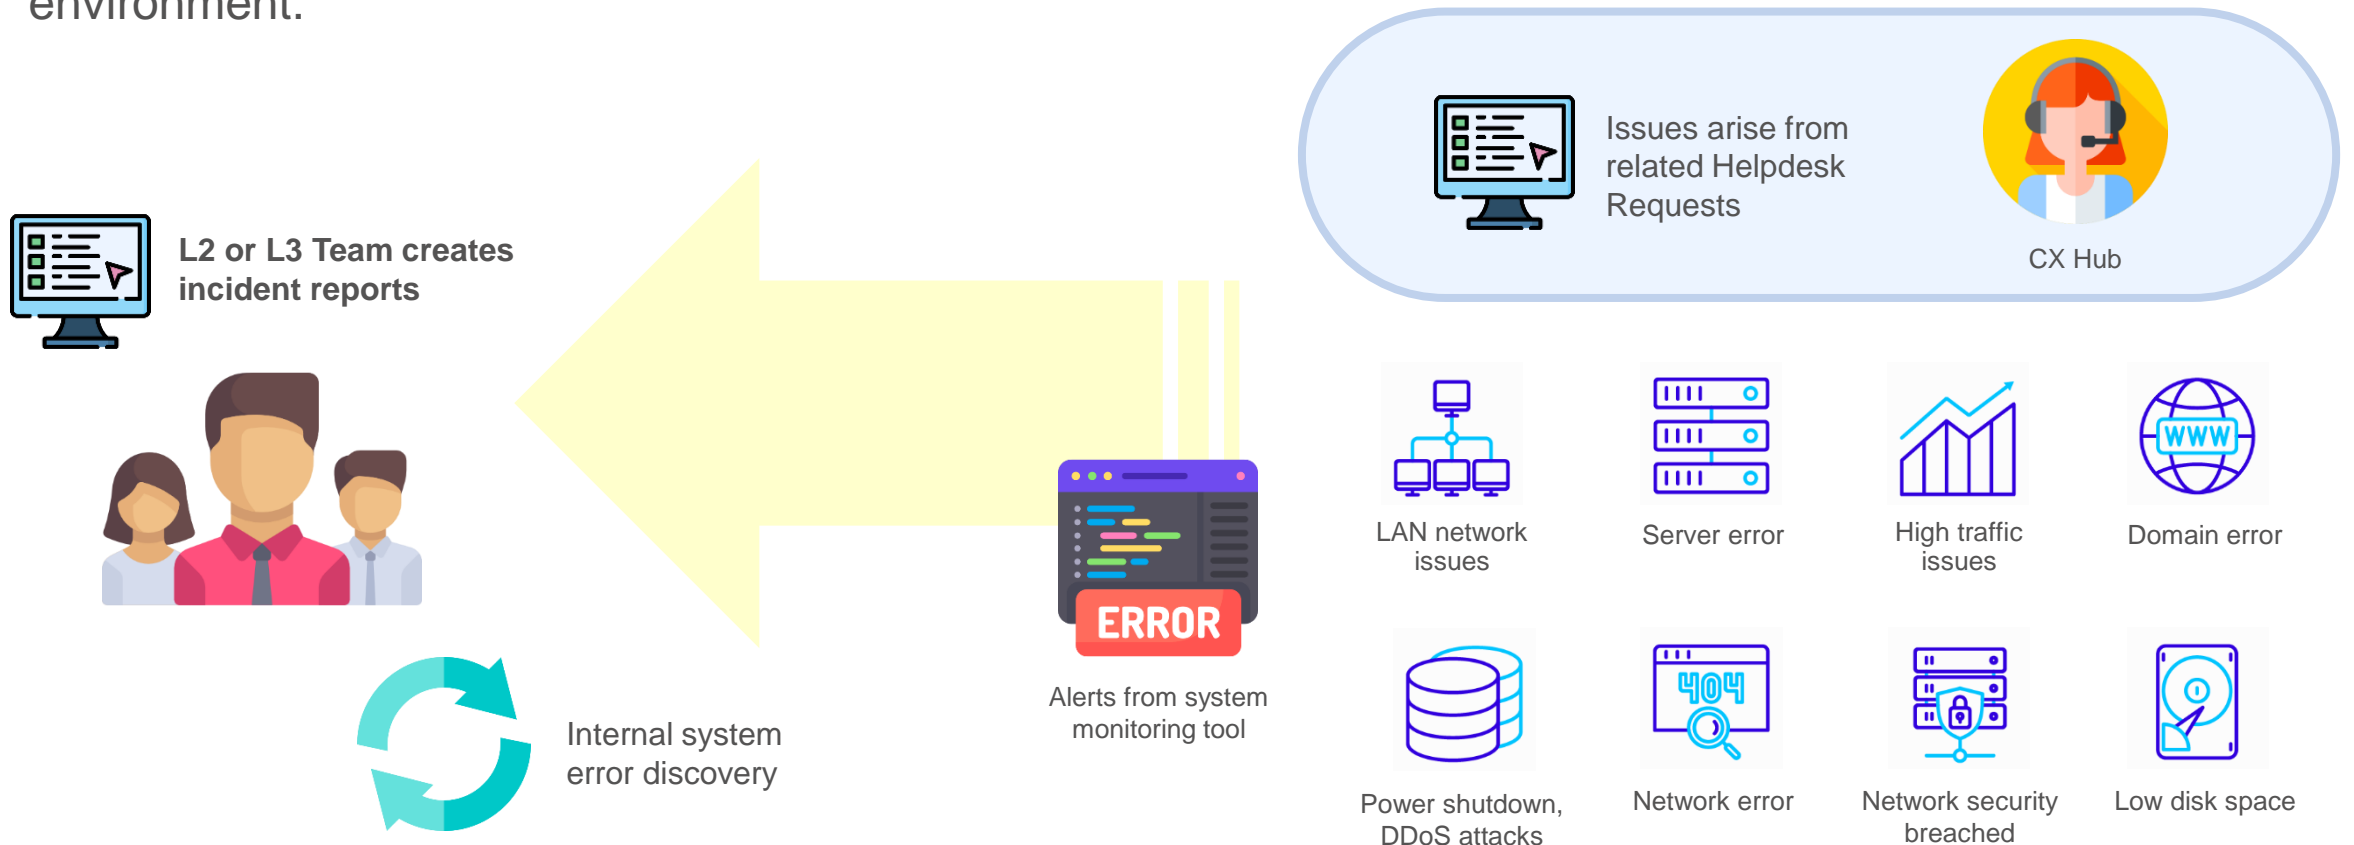 environment.
Issues arise from
related Helpdesk
Requests
CX Hub
L2 or L3 Team creates
incident reports
LAN network
issues
Server error
High traffic
issues
Domain error
WWW
404
ERROR
Alerts from system
monitoring tool
Internal system
error discovery
Power shutdown,
DDoS attacks
Network error
Network security
breached
Low disk space